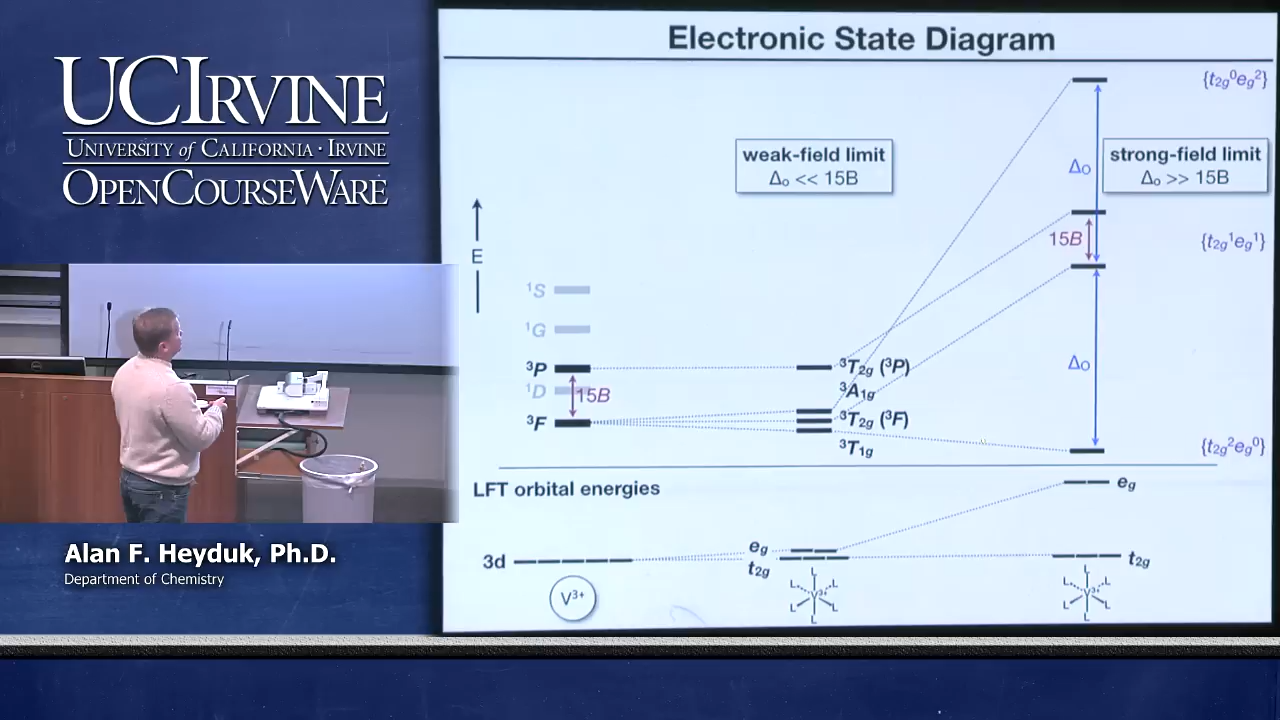 UCIRVINE
UNIVERSITY of CALIFORNIA · IRVINE
OPENCOURSEWARE
Electronic State Diagram
{t₂g⁰eg²}
weak-field limit
Δₒ << 15B
Δₒ
strong-field limit
Δₒ >> 15B
15B
{t₂g¹eg¹}
E
¹S
¹G
³P
³T₂g (³P)
Δₒ
¹D
15B
³A₁g
³F
³T₂g (³F)
³T₁g
{t₂g²eg⁰}
LFT orbital energies
eg
3d
eg
t₂g
t₂g
V³⁺
L
L
L
V³⁺
L
L
L
L
L
L
V³⁺
L
L
L
Alan F. Heyduk, Ph.D.
Department of Chemistry